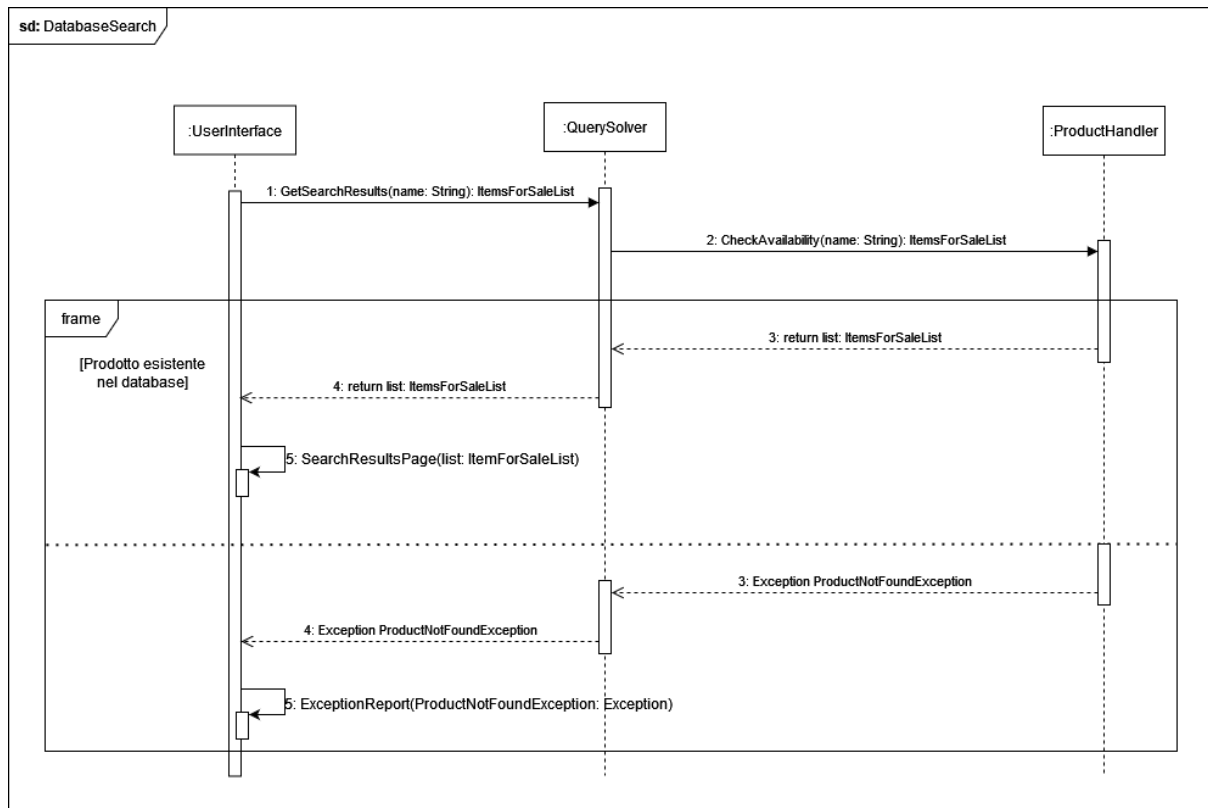 sd: DatabaseSearch
:UserInterface
:QuerySolver
:ProductHandler
1: GetSearchResults(name: String): ItemsForSaleList
2: CheckAvailability(name: String): ItemsForSaleList
frame
[Prodotto esistente
nel database]
3: return list: ItemsForSaleList
4: return list: ItemsForSaleList
5: SearchResultsPage(list: ItemForSaleList)
3: Exception ProductNotFoundException
4: Exception ProductNotFoundException
5: ExceptionReport(ProductNotFoundException: Exception)